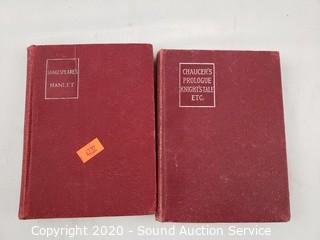 SHAKESPEARE'S
HAMLET
CHAUCER'S
PROLOGUE
KNIGHT'S TALE
ETC.
Copyright 2020 - Sound Auction Service